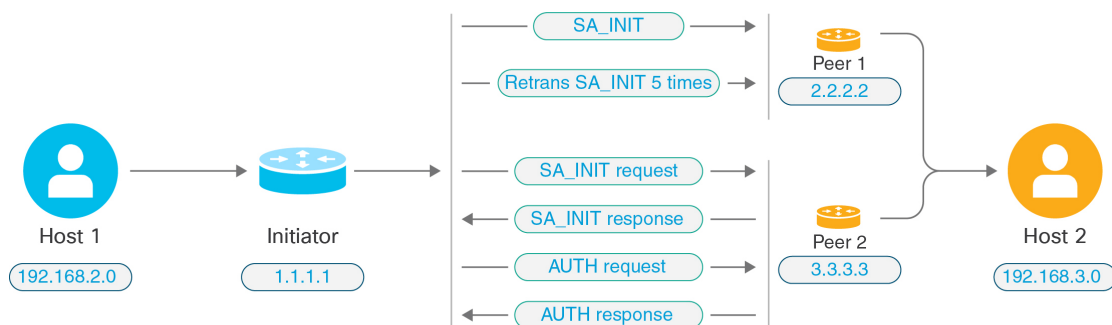 SA_INIT
Retrans SA_INIT 5 times
Peer 1
2.2.2.2
Host 1
192.168.2.0
Initiator
1.1.1.1
SA_INIT request
SA_INIT response
AUTH request
AUTH response
Peer 2
3.3.3.3
Host 2
192.168.3.0